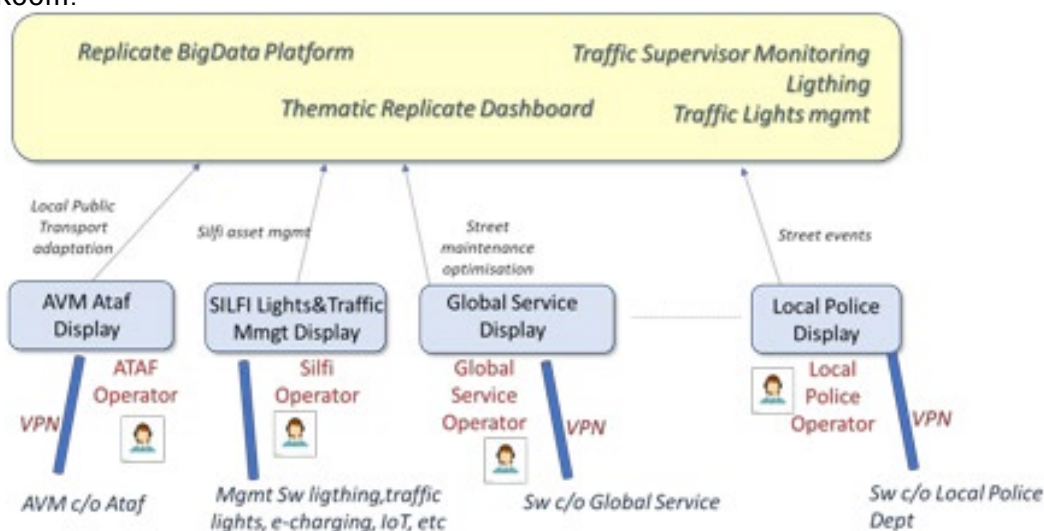 Room.
Replicate BigData Platform
Traffic Supervisor Monitoring
Ligthing
Thematic Replicate Dashboard
Traffic Lights mgmt
Local Public
Transport
adaptation
Silfi asset mgmt
Street
maintenance
optimisation
Street events
AVM Ataf
Display
SILFI Lights&Traffic
Mmgt Display
Global Service
Display
Local Police
Display
ATAF
Operator
Silfi
Operator
Global
Service
Operator
Local
Police
Operator
VPN
VPN
VPN
AVM c/o Ataf
Mgmt Sw ligthing,traffic
lights, e-charging, IoT, etc
Sw c/o Global Service
Sw c/o Local Police
Dept